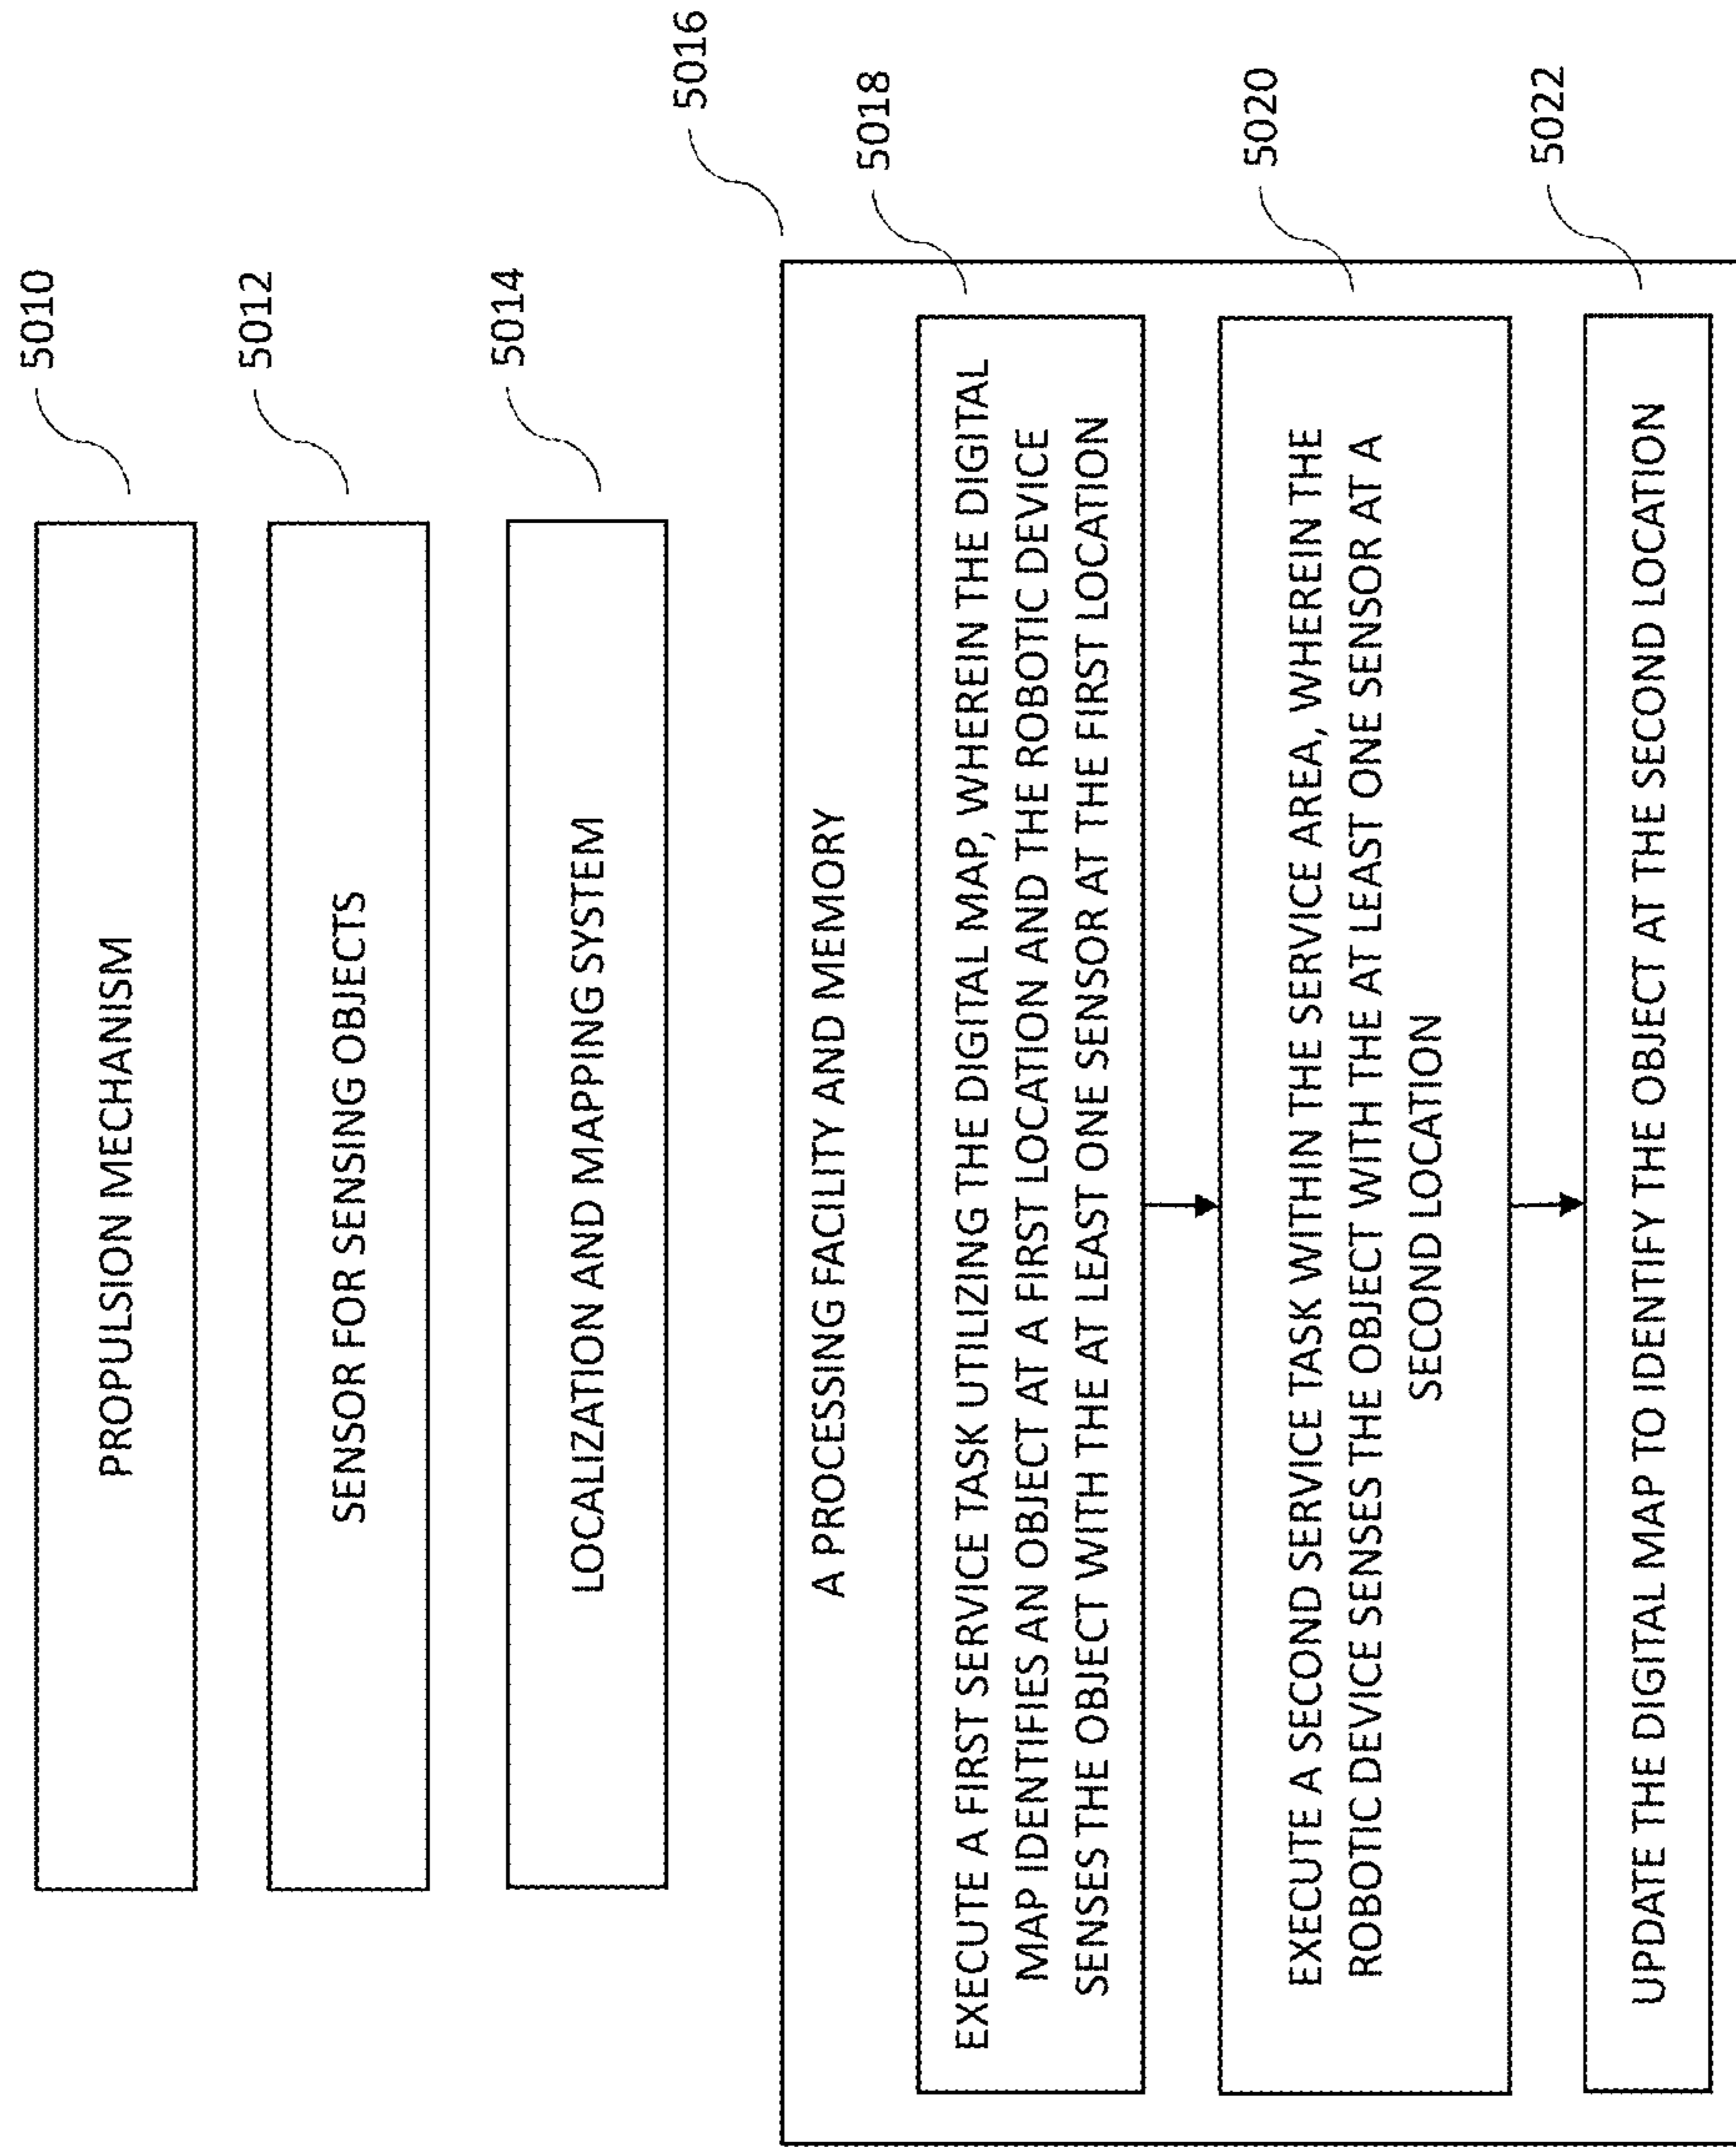 5010
PROPULSION MECHANISM
5012
SENSOR FOR SENSING OBJECTS
5014
LOCALIZATION AND MAPPING SYSTEM
5016
A PROCESSING FACILITY AND MEMORY
5018
EXECUTE A FIRST SERVICE TASK UTILIZING THE DIGITAL MAP, WHEREIN THE DIGITAL
MAP IDENTIFIES AN OBJECT AT A FIRST LOCATION AND THE ROBOTIC DEVICE
SENSES THE OBJECT WITH THE AT LEAST ONE SENSOR AT THE FIRST LOCATION
5020
EXECUTE A SECOND SERVICE TASK WITHIN THE SERVICE AREA, WHEREIN THE
ROBOTIC DEVICE SENSES THE OBJECT WITH THE AT LEAST ONE SENSOR AT A
SECOND LOCATION
5022
UPDATE THE DIGITAL MAP TO IDENTIFY THE OBJECT AT THE SECOND LOCATION